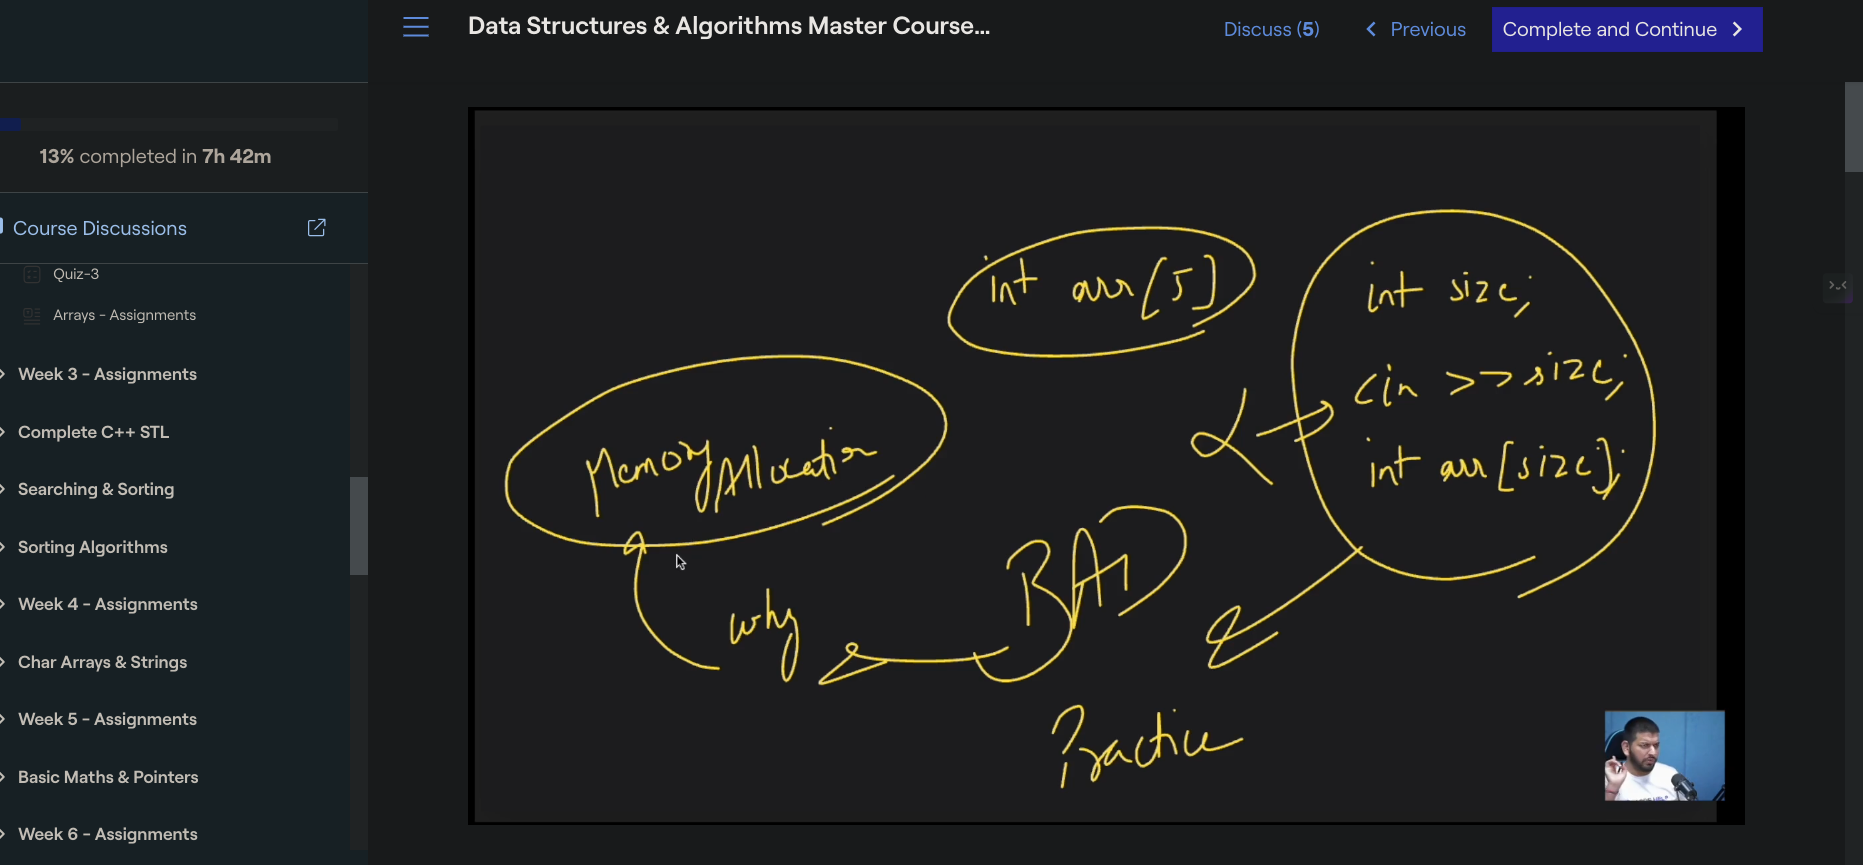 Data Structures & Algorithms Master Course...
Discuss (5)
Previous
Complete and Continue
13% completed in 7h 42m
Course Discussions
Quiz-3
Arrays - Assignments
Week 3 - Assignments
Complete C++ STL
Searching & Sorting
Sorting Algorithms
Week 4 - Assignments
Char Arrays & Strings
Week 5 - Assignments
Basic Maths & Pointers
Week 6 - Assignments
int arr[5]
int size;
cin >> size;
int arr[size];
Memory Allocation
BAD
why
Practice